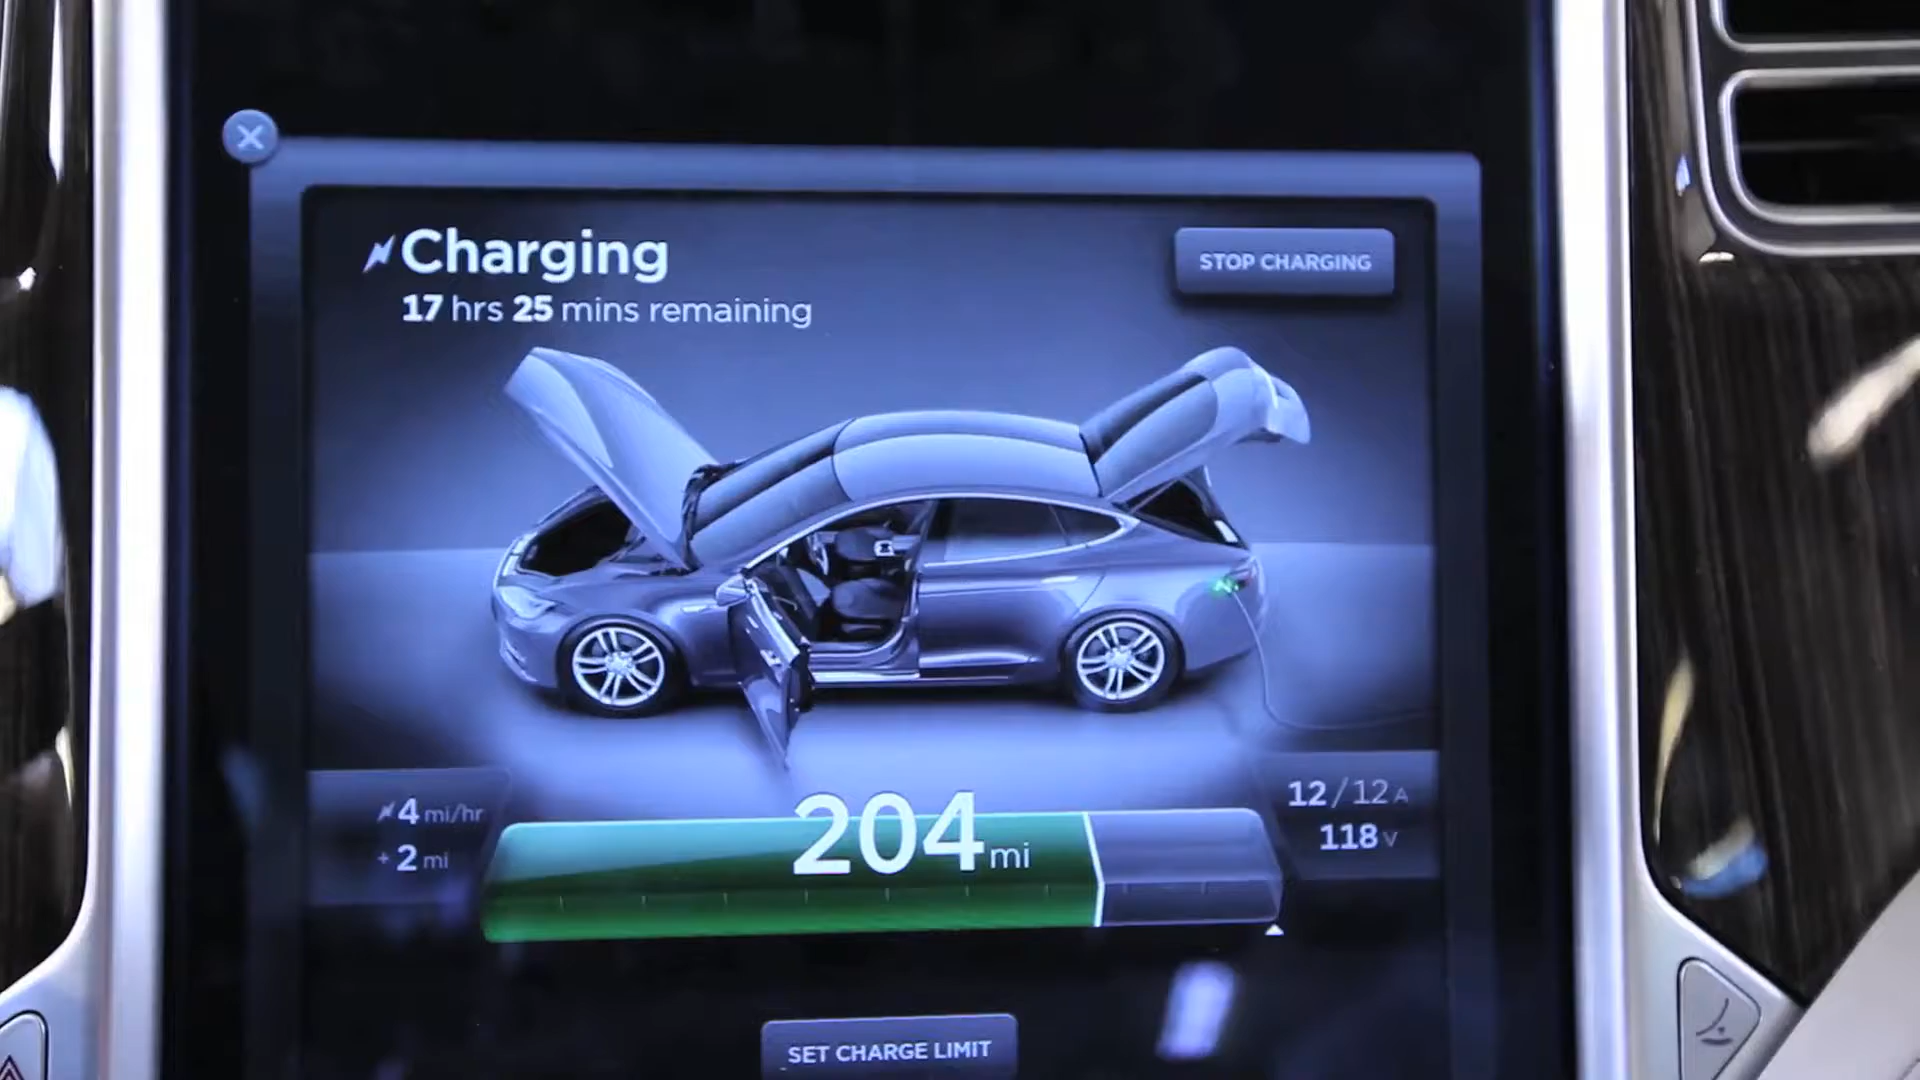 Charging
17 hrs 25 mins remaining
STOP CHARGING
4 mi/hr
+2 mi
204 mi
12/12 A
118 V
SET CHARGE LIMIT